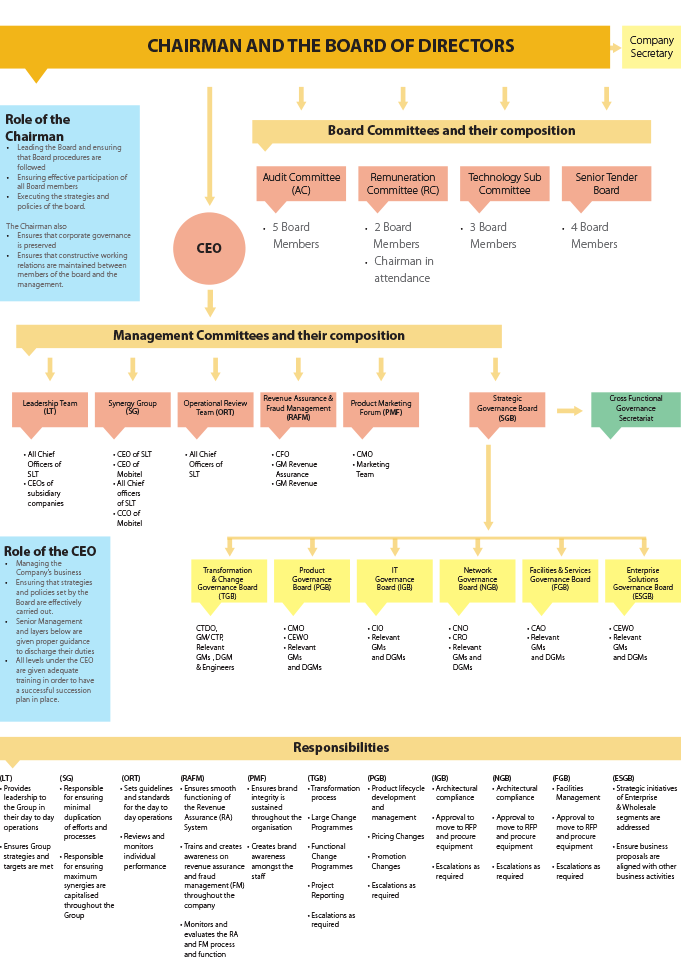 CHAIRMAN AND THE BOARD OF DIRECTORS
Company
Secretary
Role of the
Chairman
• Leading the Board and ensuring
that Board procedures are
followed
• Ensuring effective participation of
all Board members
• Executing the strategies and
policies of the board.
The Chairman also
• Ensures that corporate governance
is preserved
• Ensures that constructive working
relations are maintained between
members of the board and the
management.
Board Committees and their composition
Audit Committee
(AC)
• 5 Board
Members
Remuneration
Committee (RC)
• 2 Board
Members
• Chairman in
attendance
Technology Sub
Committee
• 3 Board
Members
Senior Tender
Board
• 4 Board
Members
CEO
Management Committees and their composition
Leadership Team
(LT)
• All Chief
Officers of
SLT
• CEOs of
subsidiary
companies
Synergy Group
(SG)
• CEO of SLT
• CEO of
Mobitel
• All Chief
officers
of SLT
• CCO of
Mobitel
Operational Review
Team (ORT)
• All Chief
Officers of
SLT
Revenue Assurance &
Fraud Management)
(RAFM)
• CFO
• GM Revenue
Assurance
• GM Revenue
Product Marketing
Forum (PMF)
• CMO
• Marketing
Team
Strategic
Governance Board
(SGB)
Cross Functional
Governance
Secretariat
Role of the CEO
• Managing the
Company's business
• Ensuring that strategies
and policies set by the
Board are effectively
carried out.
• Senior Management
and layers below are
given proper guidance
to discharge their duties
• All levels under the CEO
are given adequate
training in order to have
a successful succession
plan in place.
Transformation
& Change
Governance Board
(TGB)
CTDO,
GM/CTP,
Relevant
GMs , DGM
& Engineers
Product
Governance
Board (PGB)
• CMO
• CEWO
• Relevant
GMs
and DGMs
IT
Governance
Board (IGB)
• CIO
• Relevant
GMs
and DGMs
Network
Governance
Board (NGB)
• CNO
• CRO
• Relevant
GMs and
DGMs
Facilities & Services
Governance Board
(FGB)
• CAO
• Relevant
GMs
and DGMs
Enterprise
Solutions
Governance Board
(ESGB)
• CEWO
• Relevant
GMs
and DGMs
Responsibilities
(LT)
• Provides
leadership to
the Group in
their day to day
operations
• Ensures Group
strategies and
targets are met
(SG)
• Responsible
for ensuring
minimal
duplication
of efforts and
processes
• Responsible
for ensuring
maximum
synergies are
capitalised
throughout the
Group
(ORT)
• Sets guidelines
and standards
for the day to
day operations
• Reviews and
monitors
individual
performance
(RAFM)
• Ensures smooth
functioning of
the Revenue
Assurance (RA)
System
• Trains and creates
awareness on
revenue assurance
and fraud
management (FM)
throughout the
company
• Monitors and
evaluates the RA
and FM process
and function
(PMF)
• Ensures brand
integrity is
sustained
throughout the
organisation
• Creates brand
awareness
amongst the
staff
(TGB)
• Transformation
process
• Large Change
Programmes
• Functional
Change
Programmes
• Project
Reporting
• Escalations as
required
(PGB)
• Product lifecycle
development
and
management
• Pricing Changes
• Promotion
Changes
• Escalations as
required
(IGB)
• Architectural
compliance
• Approval to
move to RFP
and procure
equipment
• Escalations as
required
(NGB)
• Architectural
compliance
• Approval to
move to RFP
and procure
equipment
• Escalations as
required
(FGB)
• Facilities
Management
• Approval to
move to RFP
and procure
equipment
• Escalations as
required
(ESGB)
• Strategic initiatives
of Enterprise
& Wholesale
segments are
addressed
• Ensure business
proposals are
aligned with other
business activities